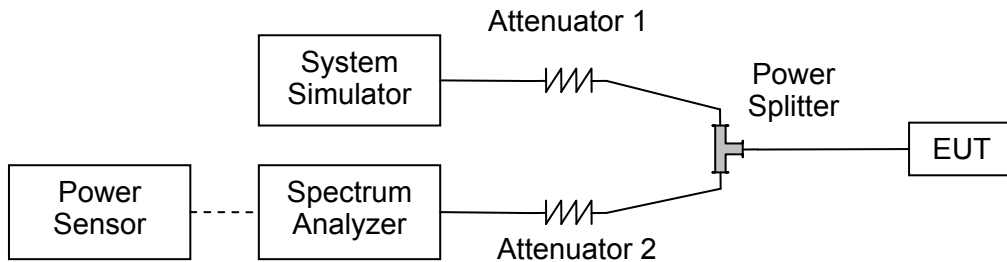 Attenuator 1
System
Simulator
Power
Splitter
EUT
Power
Sensor
Spectrum
Analyzer
Attenuator 2